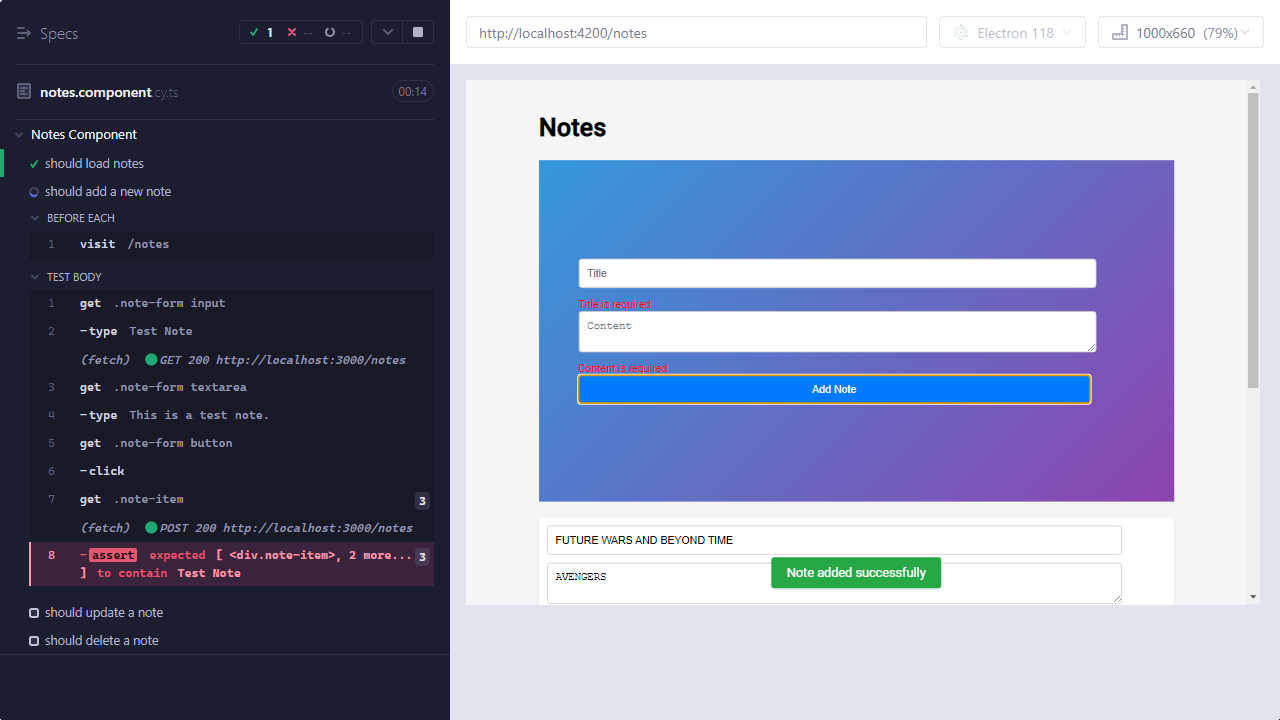 Specs
1
--
--
notes.component.cy.ts
00:14
Notes Component
should load notes
should add a new note
BEFORE EACH
1 visit /notes
TEST BODY
1 get .note-form input
2 -type Test Note
(fetch) GET 200 http://localhost:3000/notes
3 get .note-form textarea
4 -type This is a test note.
5 get .note-form button
6 -click
7 get .note-item 3
(fetch) POST 200 http://localhost:3000/notes
8 -assert expected [ <div.note-item>, 2 more... 3
] to contain Test Note
should update a note
should delete a note
http://localhost:4200/notes
Electron 118
1000x660 (79%)
Notes
Title
Title is required
Content
Content is required
Add Note
FUTURE WARS AND BEYOND TIME
AVENGERS
Note added successfully